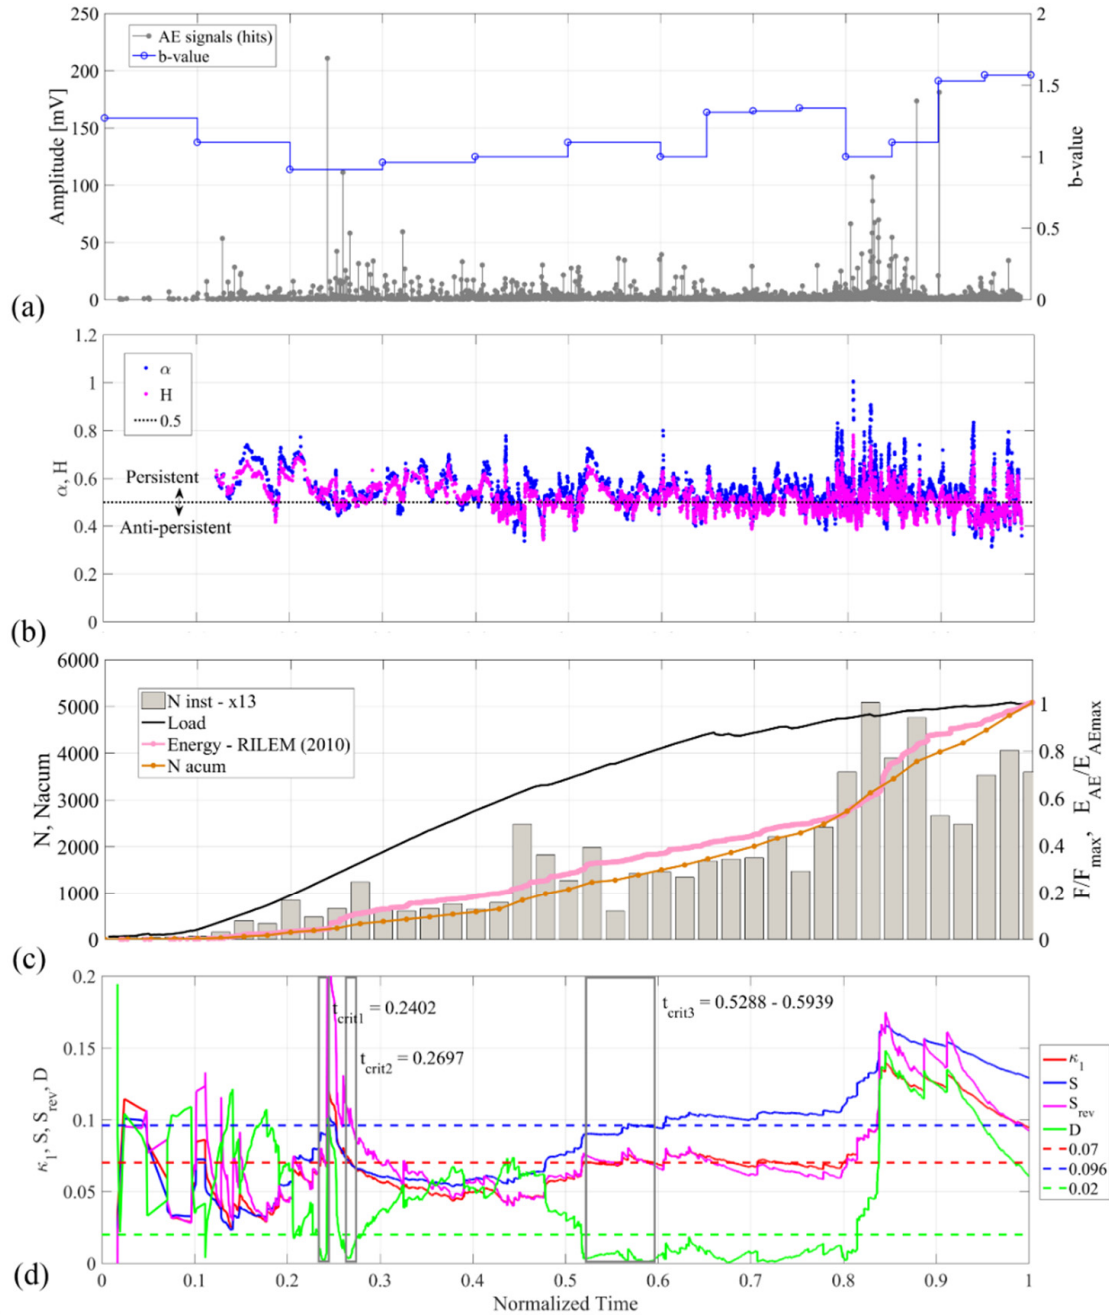 250
200
150
100
50
0
Amplitude [mV]
AE signals (hits)
b-value
2
1.5
1
0.5
0
b-value
(a)
1.2
1
0.8
0.6
0.4
0.2
0
α, H
α
H
0.5
Persistent
Anti-persistent
(b)
6000
5000
4000
3000
2000
1000
0
N, Nacum
N inst - x13
Load
Energy - RILEM (2010)
N acum
1
0.8
0.6
0.4
0.2
0
F/Fmax, EAE/EAEmax
(c)
0.2
0.15
0.1
0.05
0
κ1, S, Srev, D
tcrit1 = 0.2402
tcrit2 = 0.2697
tcrit3 = 0.5288 - 0.5939
κ1
S
Srev
D
0.07
0.096
0.02
(d)
0 0.1 0.2 0.3 0.4 0.5 0.6 0.7 0.8 0.9 1
Normalized Time